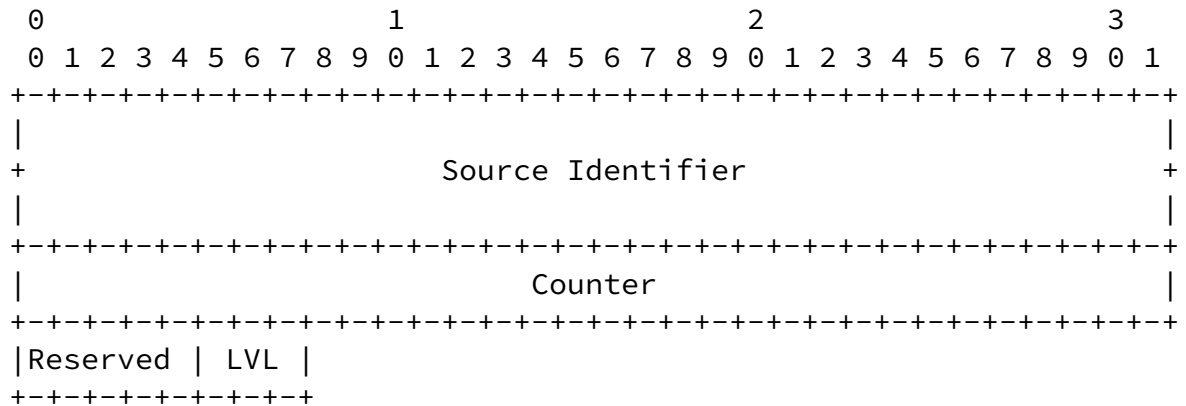 0                   1                   2                   3
 0 1 2 3 4 5 6 7 8 9 0 1 2 3 4 5 6 7 8 9 0 1 2 3 4 5 6 7 8 9 0 1
+-+-+-+-+-+-+-+-+-+-+-+-+-+-+-+-+-+-+-+-+-+-+-+-+-+-+-+-+-+-+-+-+
|                                                               |
+                       Source Identifier                       +
|                                                               |
+-+-+-+-+-+-+-+-+-+-+-+-+-+-+-+-+-+-+-+-+-+-+-+-+-+-+-+-+-+-+-+-+
|                            Counter                            |
+-+-+-+-+-+-+-+-+-+-+-+-+-+-+-+-+-+-+-+-+-+-+-+-+-+-+-+-+-+-+-+-+
|Reserved | LVL |
+-+-+-+-+-+-+-+-+